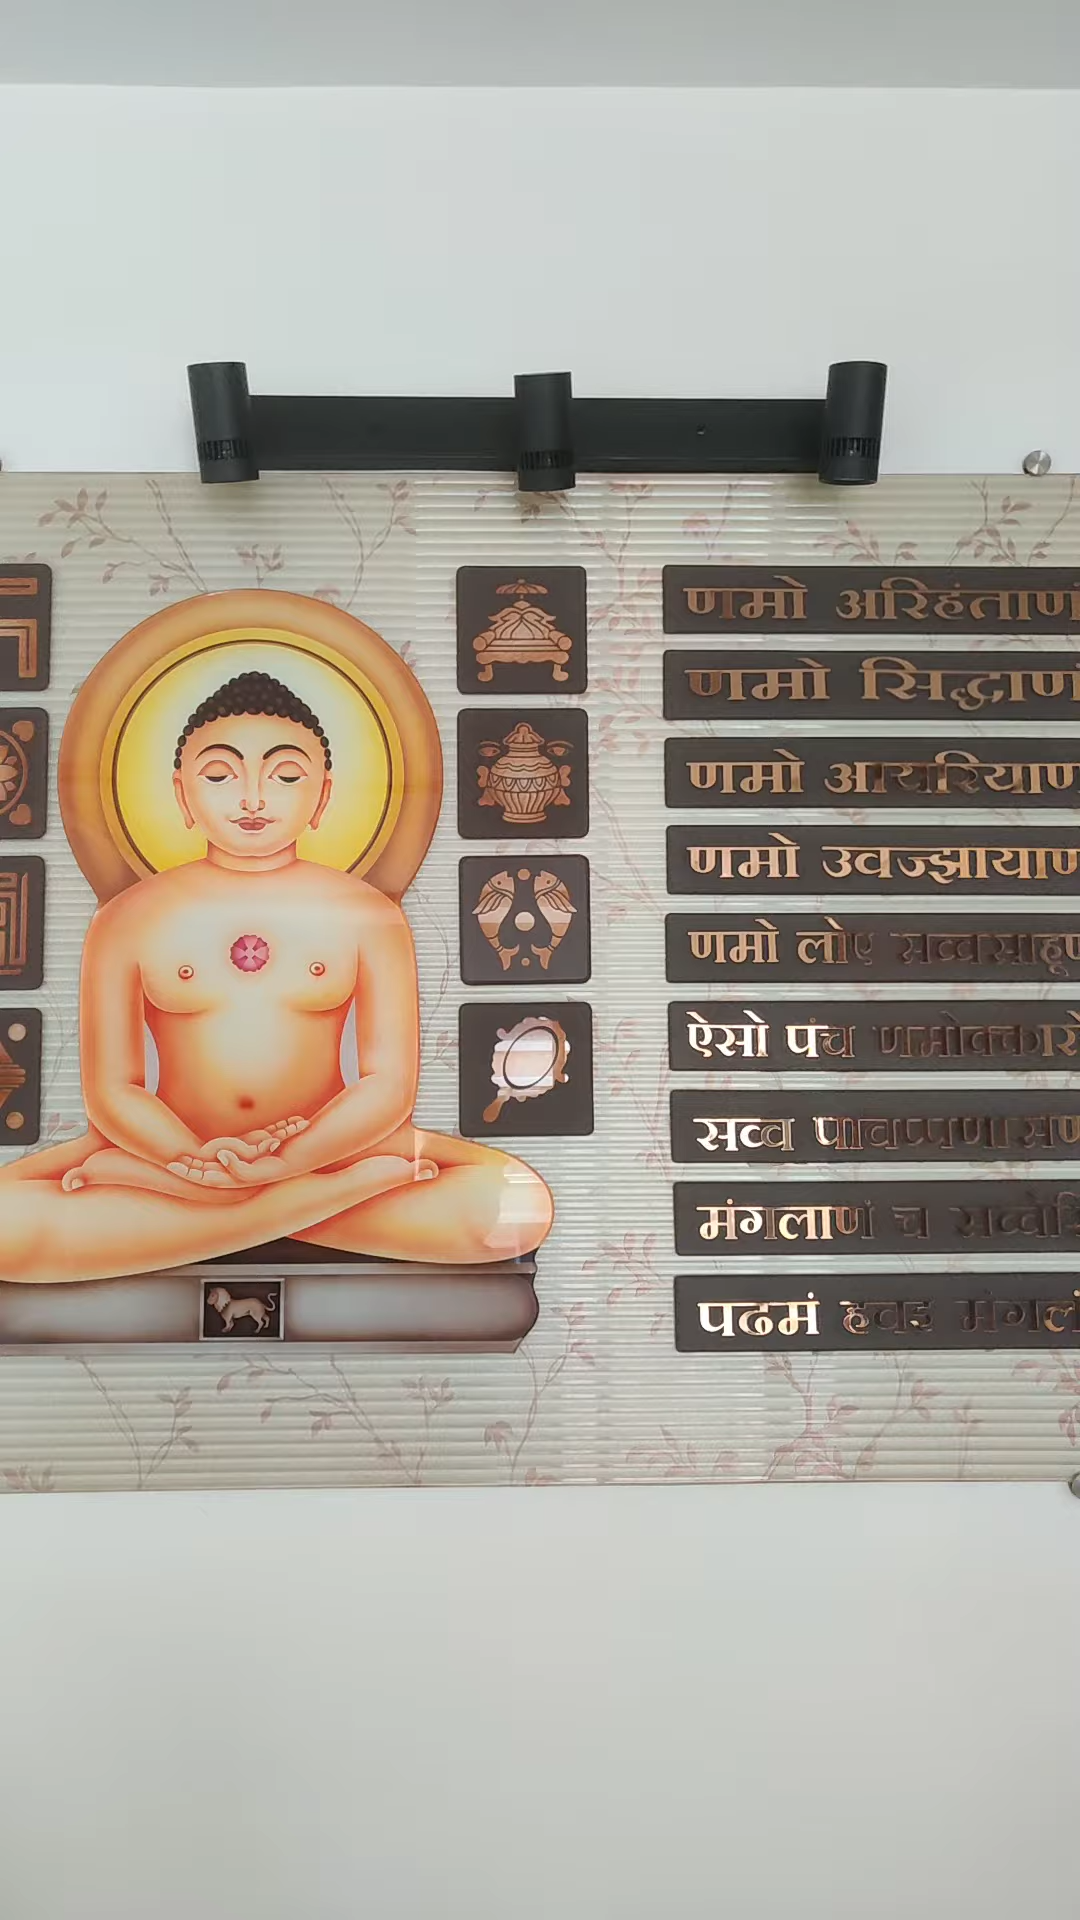 णमो अरिहंताणं
णमो सिद्धाणं
णमो आयरियाण
णमो उवज्झायाण
णमो लोए सव्वसाहूण
ऐसो पंच णमोक्कारो
सव्व पावप्पणासण
मंगलाणं च सव्वेसि
पढमं हवइ मंगलं